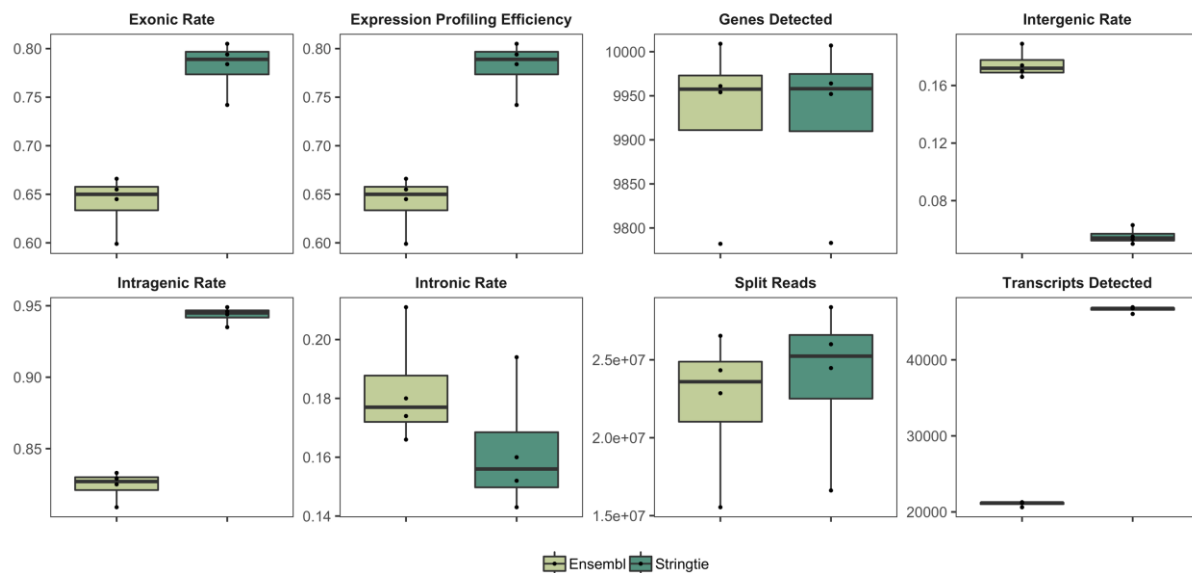 Exonic Rate
0.80
0.75
0.70
0.65
0.60
Expression Profiling Efficiency
0.80
0.75
0.70
0.65
0.60
Genes Detected
10000
9950
9900
9850
9800
Intergenic Rate
0.16
0.12
0.08
Intragenic Rate
0.95
0.90
0.85
Intronic Rate
0.20
0.18
0.16
0.14
Split Reads
2.5e+07
2.0e+07
1.5e+07
Transcripts Detected
40000
30000
20000
Ensembl Stringtie